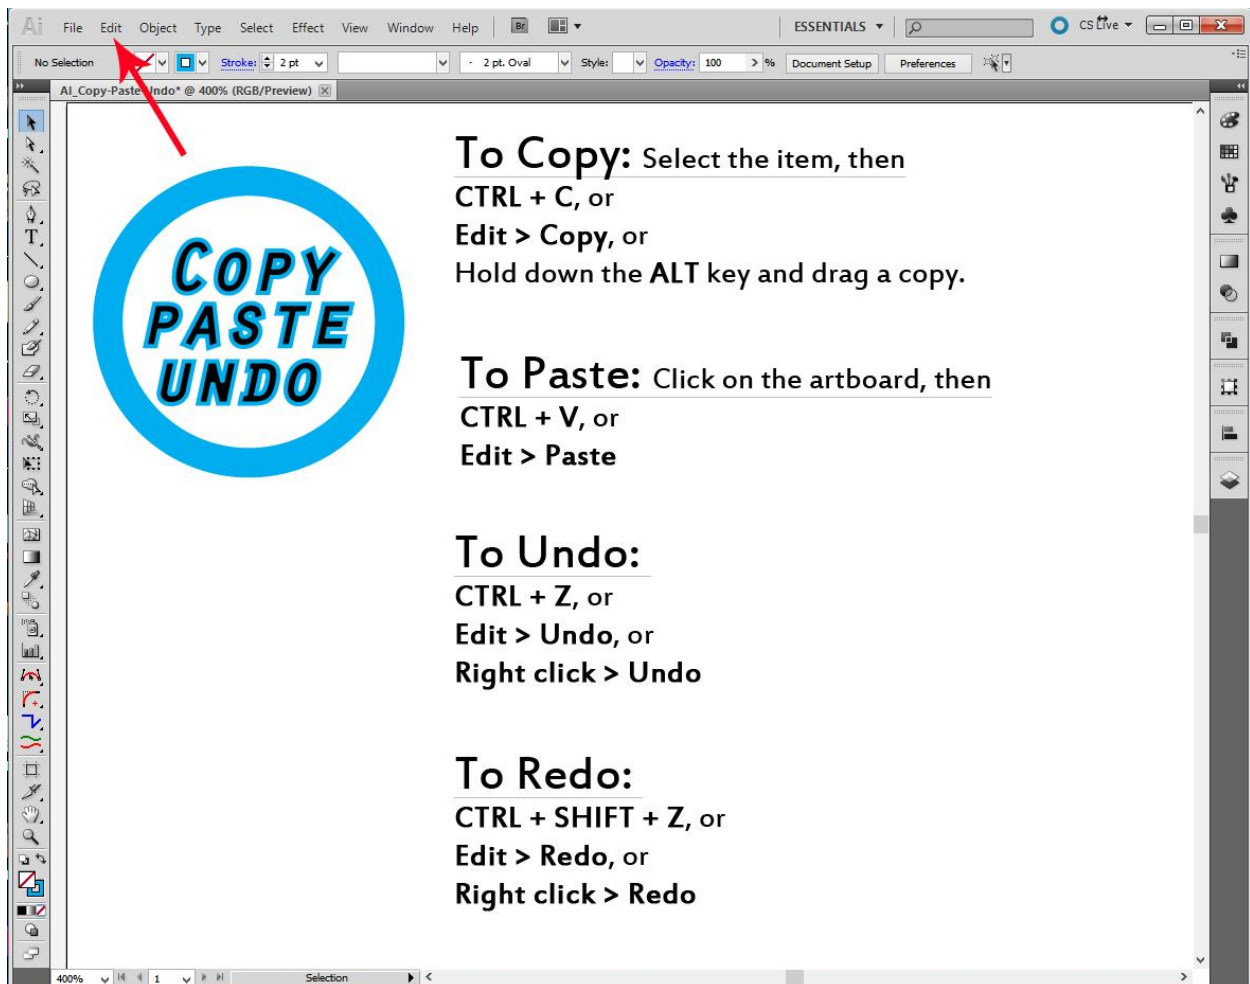 Ai File Edit Object Type Select Effect View Window Help Br ESSENTIALS CS Live
No Selection Stroke: 2 pt 2 pt. Oval Style: Opacity: 100 % Document Setup Preferences
AI_Copy-Paste-Undo* @ 400% (RGB/Preview)
COPY
PASTE
UNDO
To Copy: Select the item, then
CTRL + C, or
Edit > Copy, or
Hold down the ALT key and drag a copy.
To Paste: Click on the artboard, then
CTRL + V, or
Edit > Paste
To Undo:
CTRL + Z, or
Edit > Undo, or
Right click > Undo
To Redo:
CTRL + SHIFT + Z, or
Edit > Redo, or
Right click > Redo
400% 1 Selection